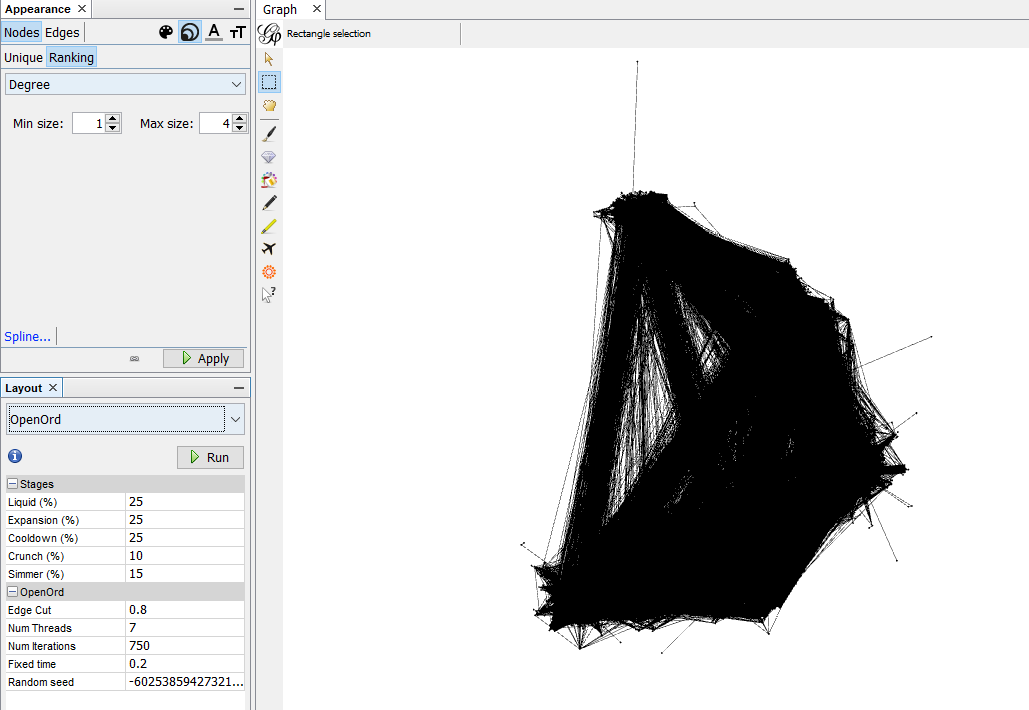 Appearance
Nodes Edges
A
тT
Unique Ranking
Degree
Min size: 1 Max size: 4
Spline...
Apply
Layout
OpenOrd
Run
Stages
Liquid (%) 25
Expansion (%) 25
Cooldown (%) 25
Crunch (%) 10
Simmer (%) 15
OpenOrd
Edge Cut 0.8
Num Threads 7
Num Iterations 750
Fixed time 0.2
Random seed -60253859427321...
Graph
Rectangle selection